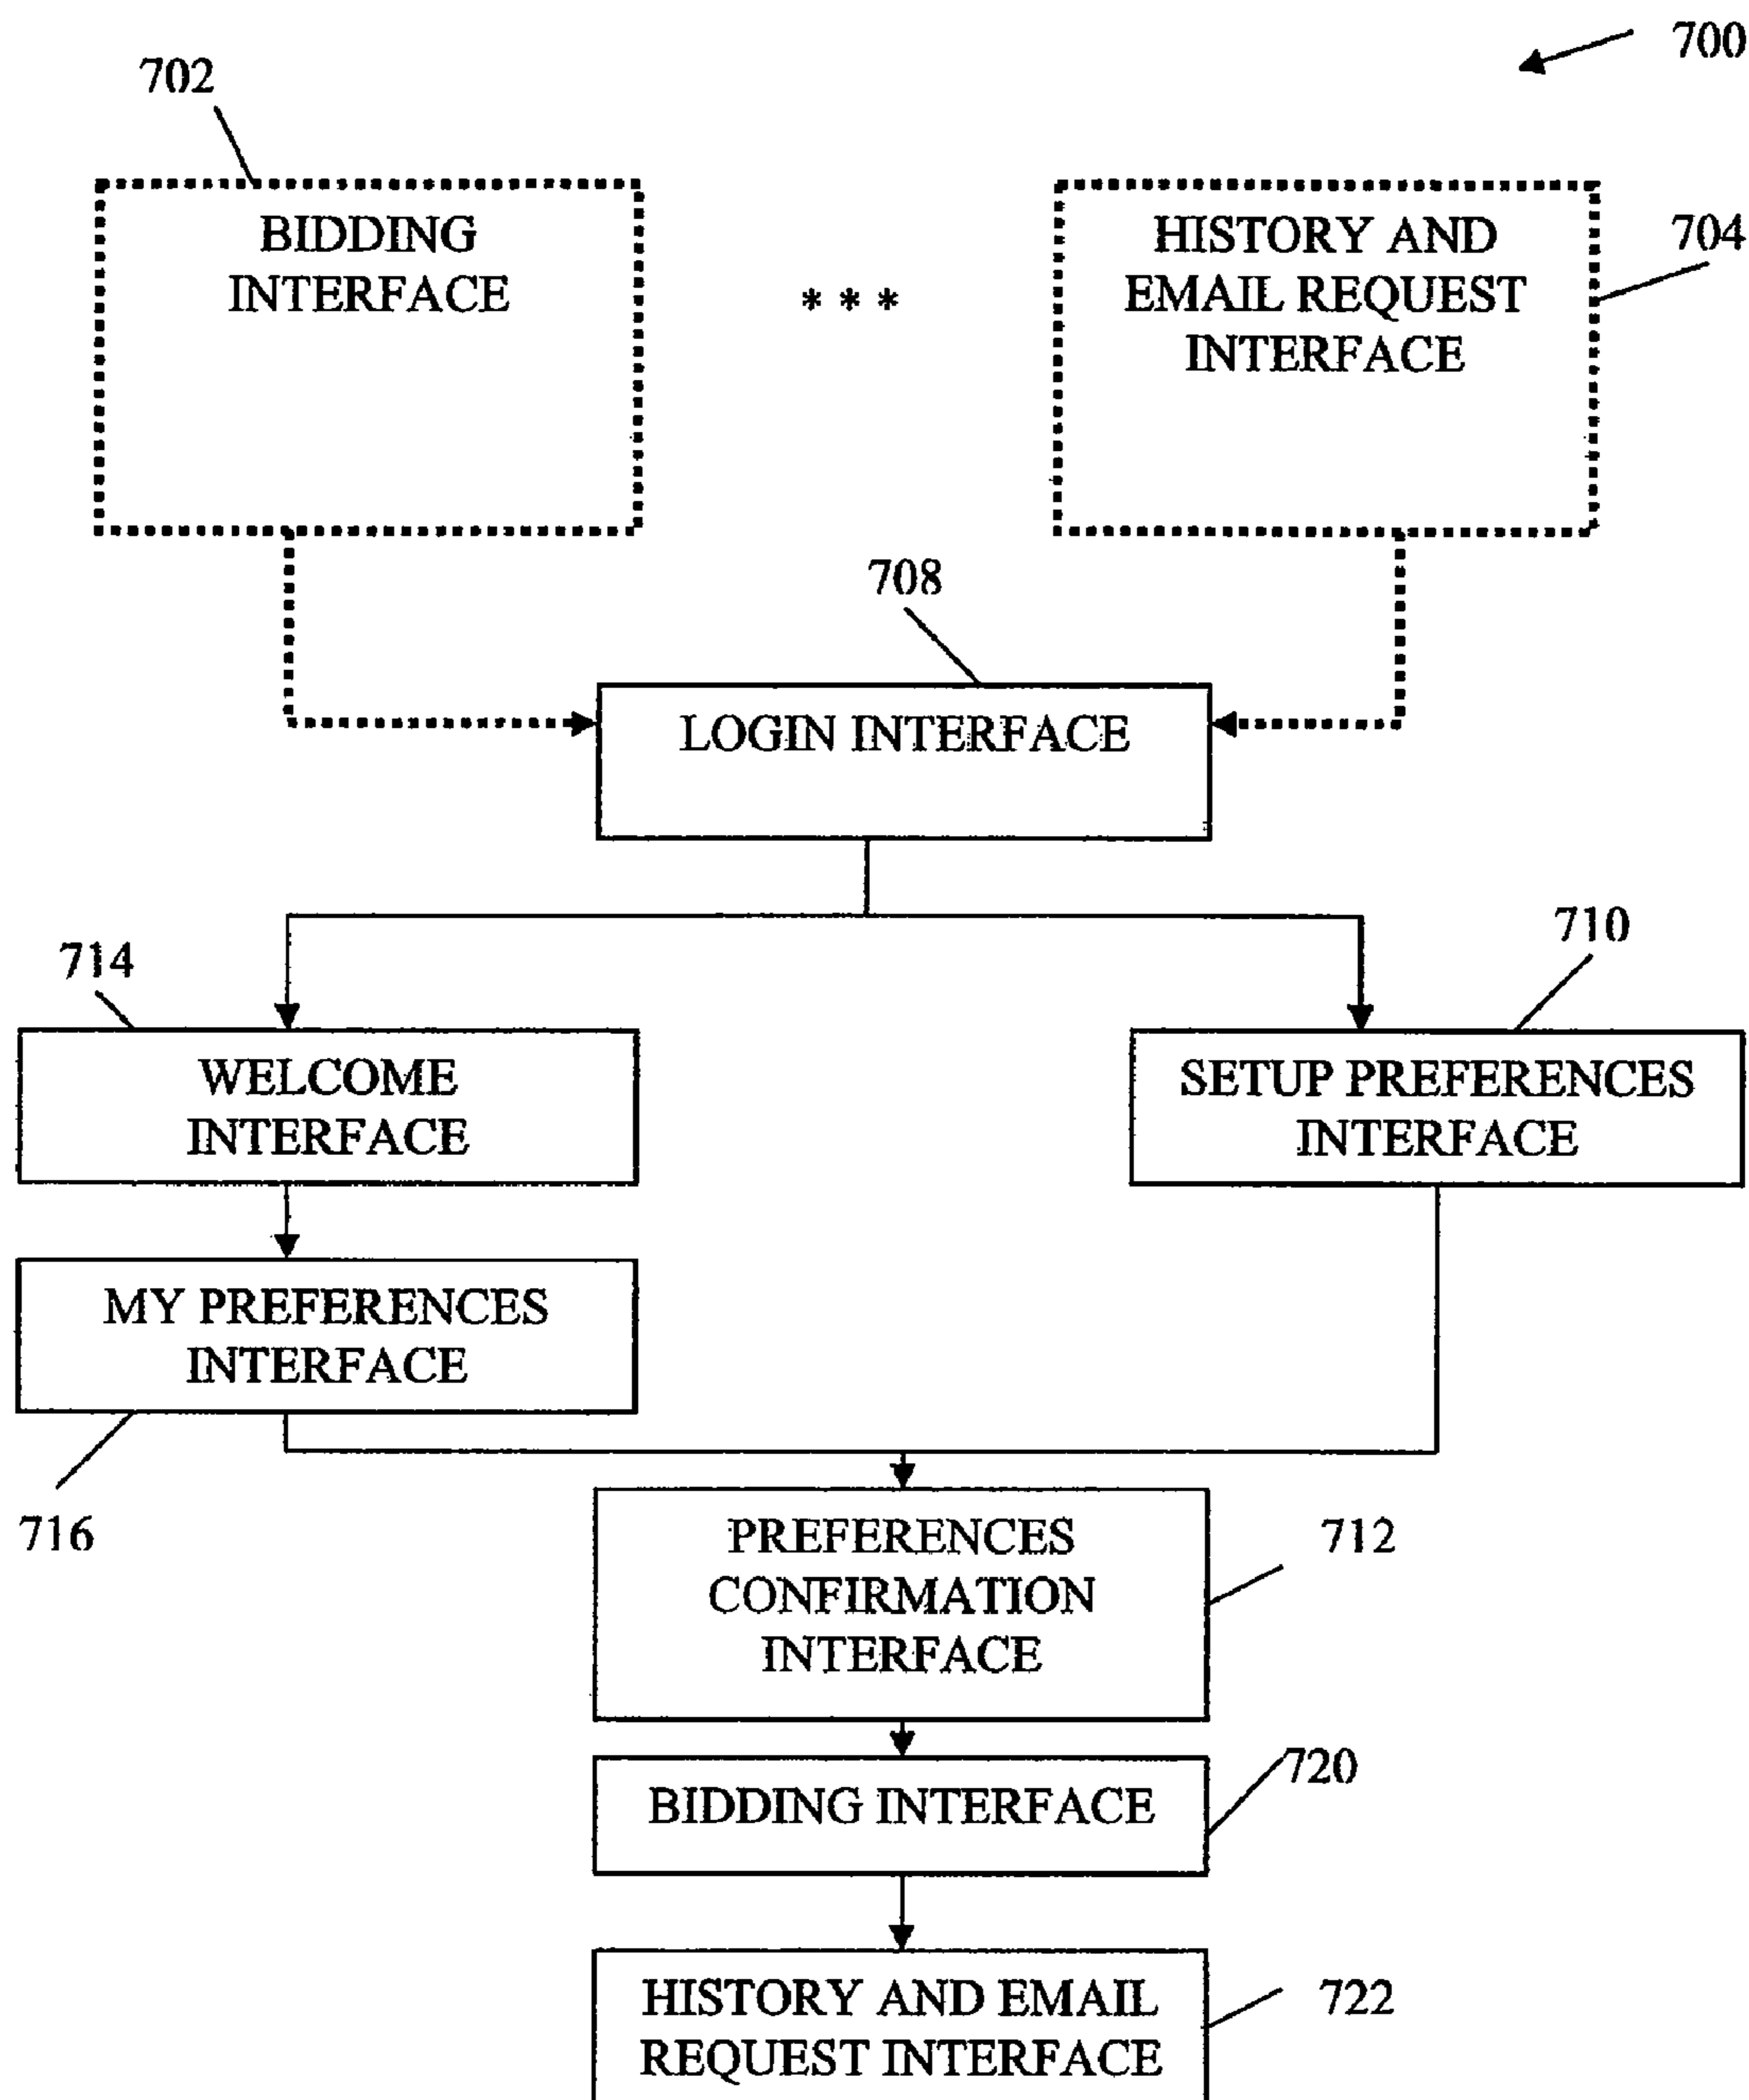 700
702
BIDDING
INTERFACE
* * *
HISTORY AND
EMAIL REQUEST
INTERFACE
704
708
LOGIN INTERFACE
714
710
WELCOME
INTERFACE
SETUP PREFERENCES
INTERFACE
MY PREFERENCES
INTERFACE
716
PREFERENCES
CONFIRMATION
INTERFACE
712
BIDDING INTERFACE
720
HISTORY AND EMAIL
REQUEST INTERFACE
722